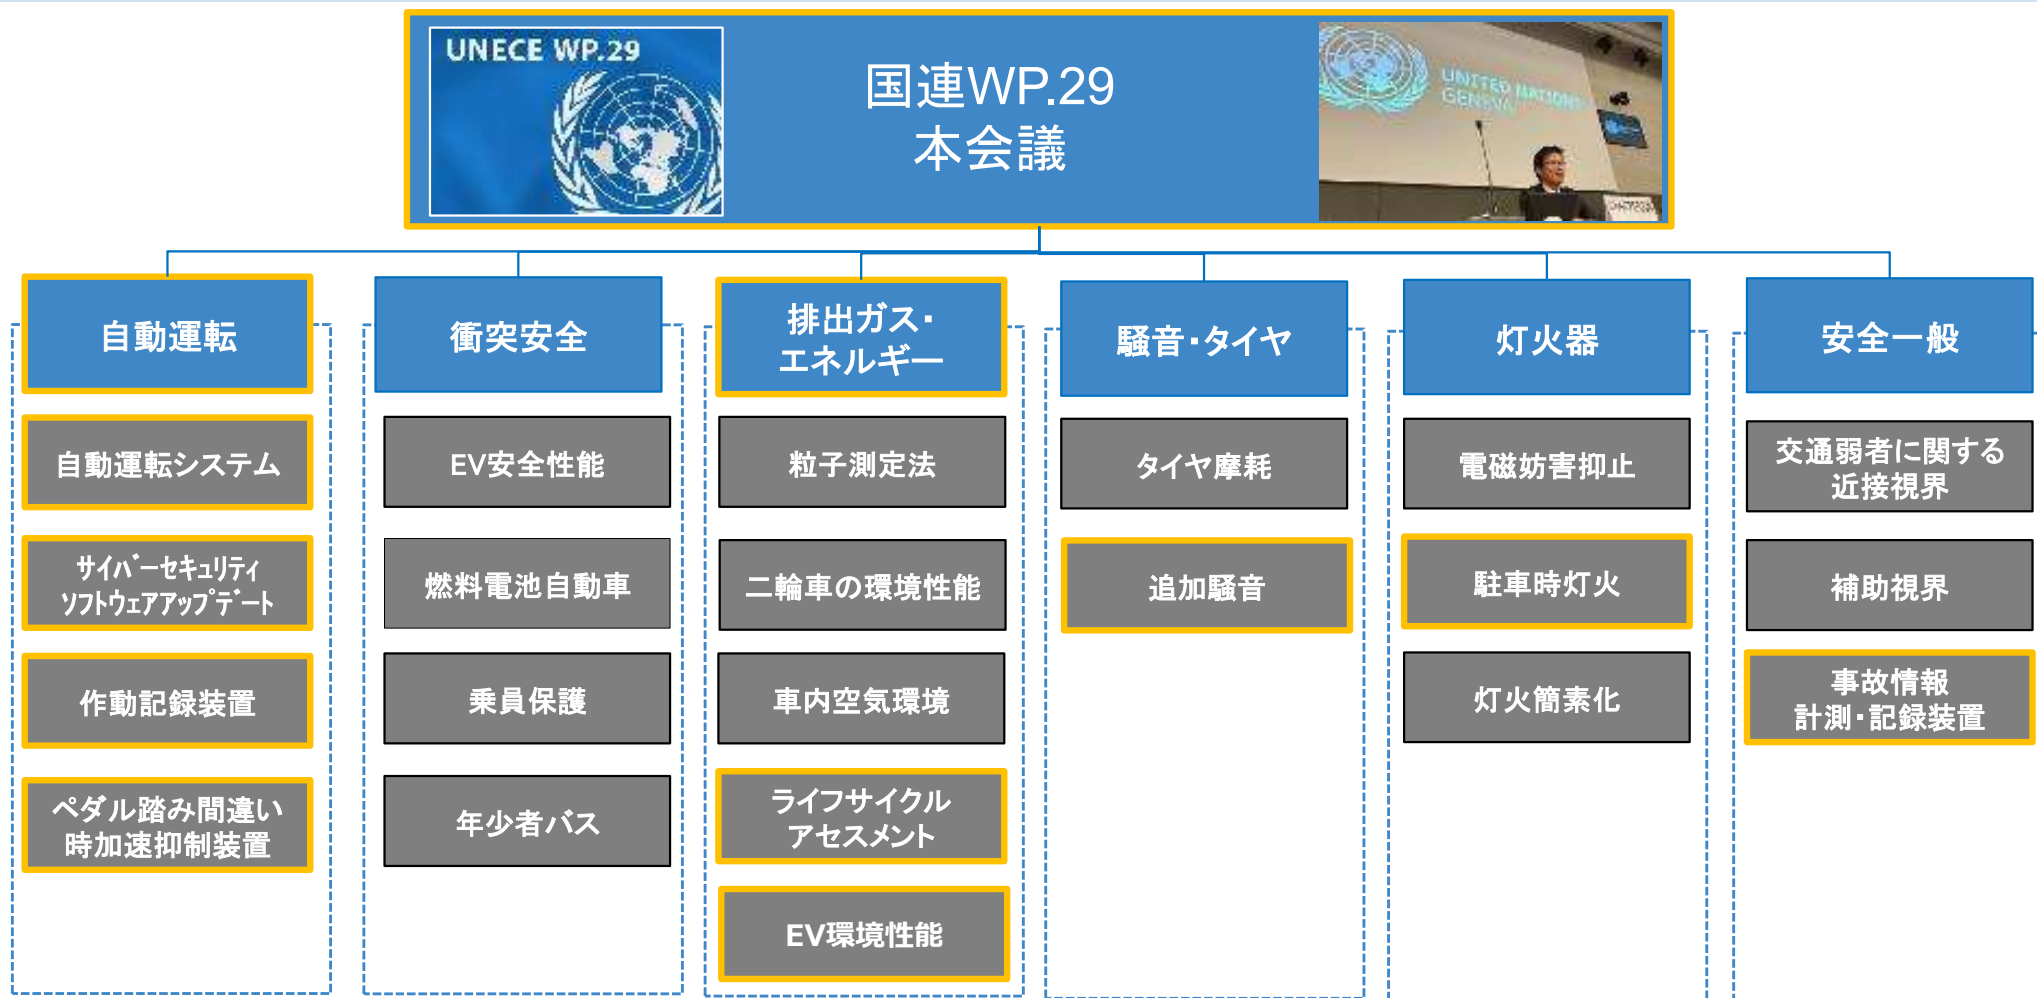 UNECE WP.29
国連WP.29
本会議
UNITED NATIONS
GENEVA
自動運転
自動運転システム
サイバーセキュリティ
ソフトウェアアップデート
作動記録装置
ペダル踏み間違い
時加速抑制装置
衝突安全
EV安全性能
燃料電池自動車
乗員保護
年少者バス
排出ガス・
エネルギー
粒子測定法
二輪車の環境性能
車内空気環境
ライフサイクル
アセスメント
EV環境性能
騒音・タイヤ
タイヤ摩耗
追加騒音
灯火器
電磁妨害抑止
駐車時灯火
灯火簡素化
安全一般
交通弱者に関する
近接視界
補助視界
事故情報
計測・記録装置